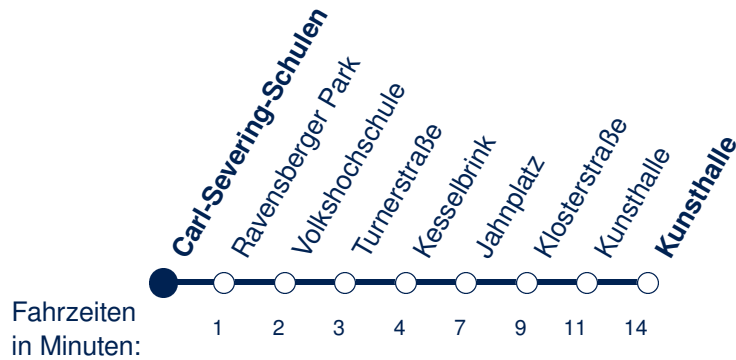 Carl-Severing-Schulen
Ravensberger Park
Volkshochschule
Turnerstraße
Kesselbrink
Jahnplatz
Klosterstraße
Kunsthalle
Kunsthalle
Fahrzeiten
in Minuten:
1 2 3 4 7 9 11 14